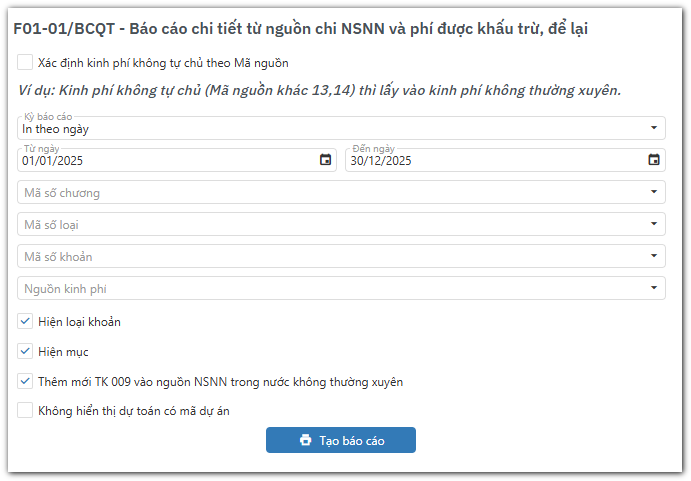 F01-01/BCQT - Báo cáo chi tiết từ nguồn chi NSNN và phí được khấu trừ, để lại
Xác định kinh phí không tự chủ theo Mã nguồn
Ví dụ: Kinh phí không tự chủ (Mã nguồn khác 13,14) thì lấy vào kinh phí không thường xuyên.
Kỳ báo cáo
In theo ngày
Từ ngày
01/01/2025
Đến ngày
30/12/2025
Mã số chương
Mã số loại
Mã số khoản
Nguồn kinh phí
Hiện loại khoản
Hiện mục
Thêm mới TK 009 vào nguồn NSNN trong nước không thường xuyên
Không hiển thị dự toán có mã dự án
Tạo báo cáo